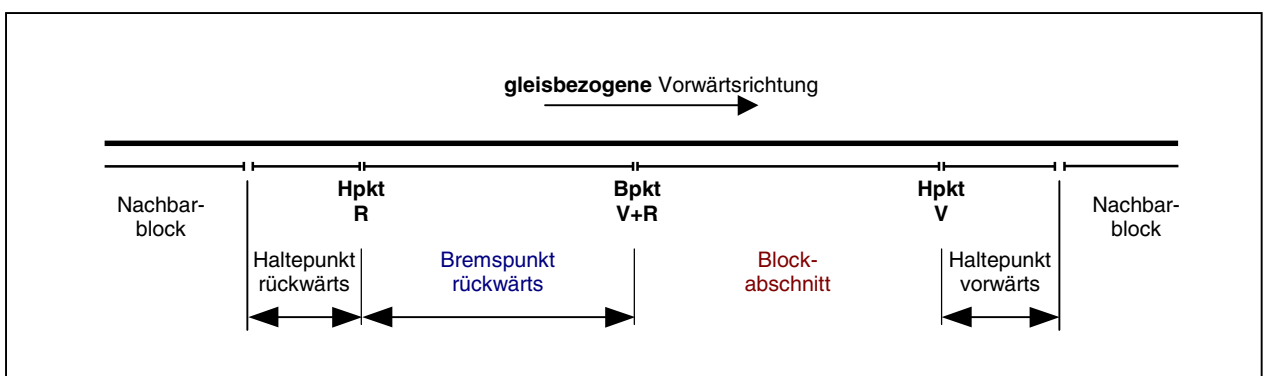 gleisbezogene Vorwärtsrichtung
Nachbar-
block
Hpkt
R
Bpkt
V+R
Hpkt
V
Nachbar-
block
Haltepunkt
rückwärts
Bremspunkt
rückwärts
Block-
abschnitt
Haltepunkt
vorwärts